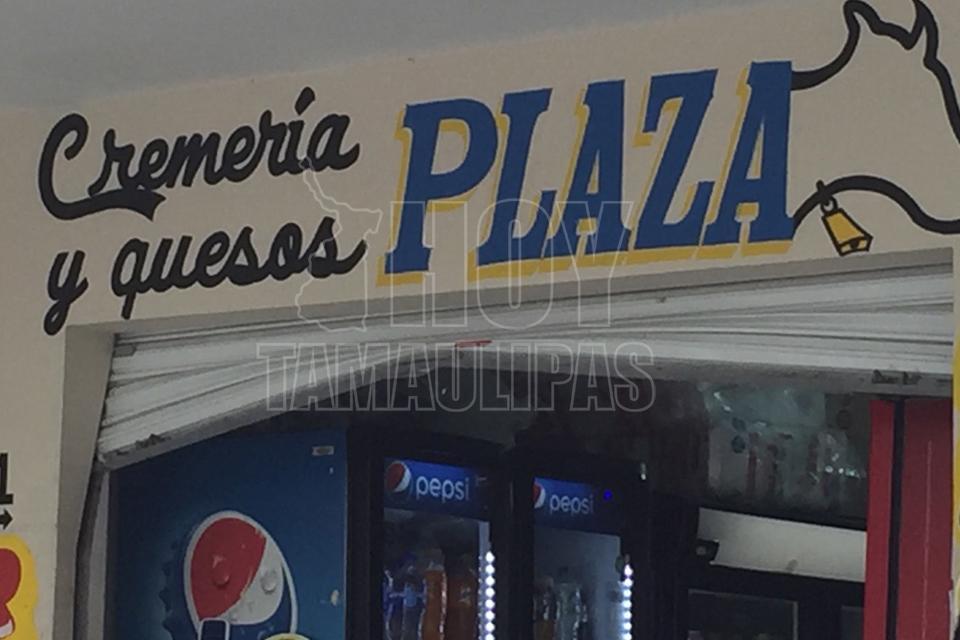 Cremería
y quesos
PLAZA
HOY
TAMAULIPAS
pepsi
pepsi